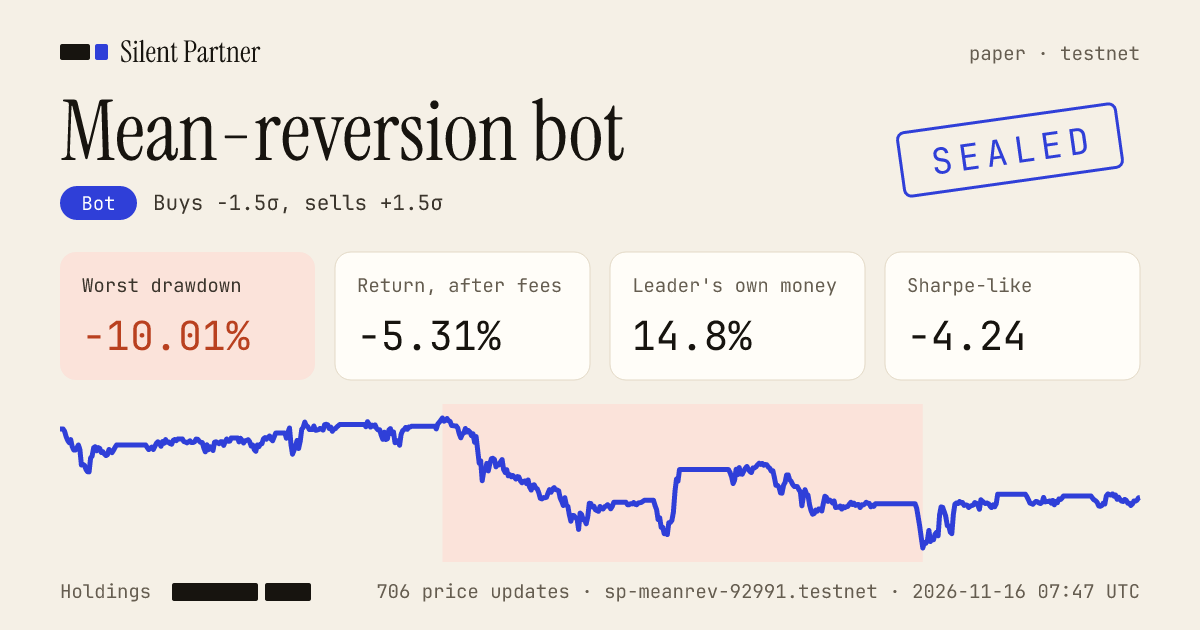 Silent Partner
paper · testnet
Mean-reversion bot
SEALED
Bot
Buys -1.5σ, sells +1.5σ
Worst drawdown
-10.01%
Return, after fees
-5.31%
Leader's own money
14.8%
Sharpe-like
-4.24
Holdings
706 price updates · sp-meanrev-92991.testnet · 2026-11-16 07:47 UTC